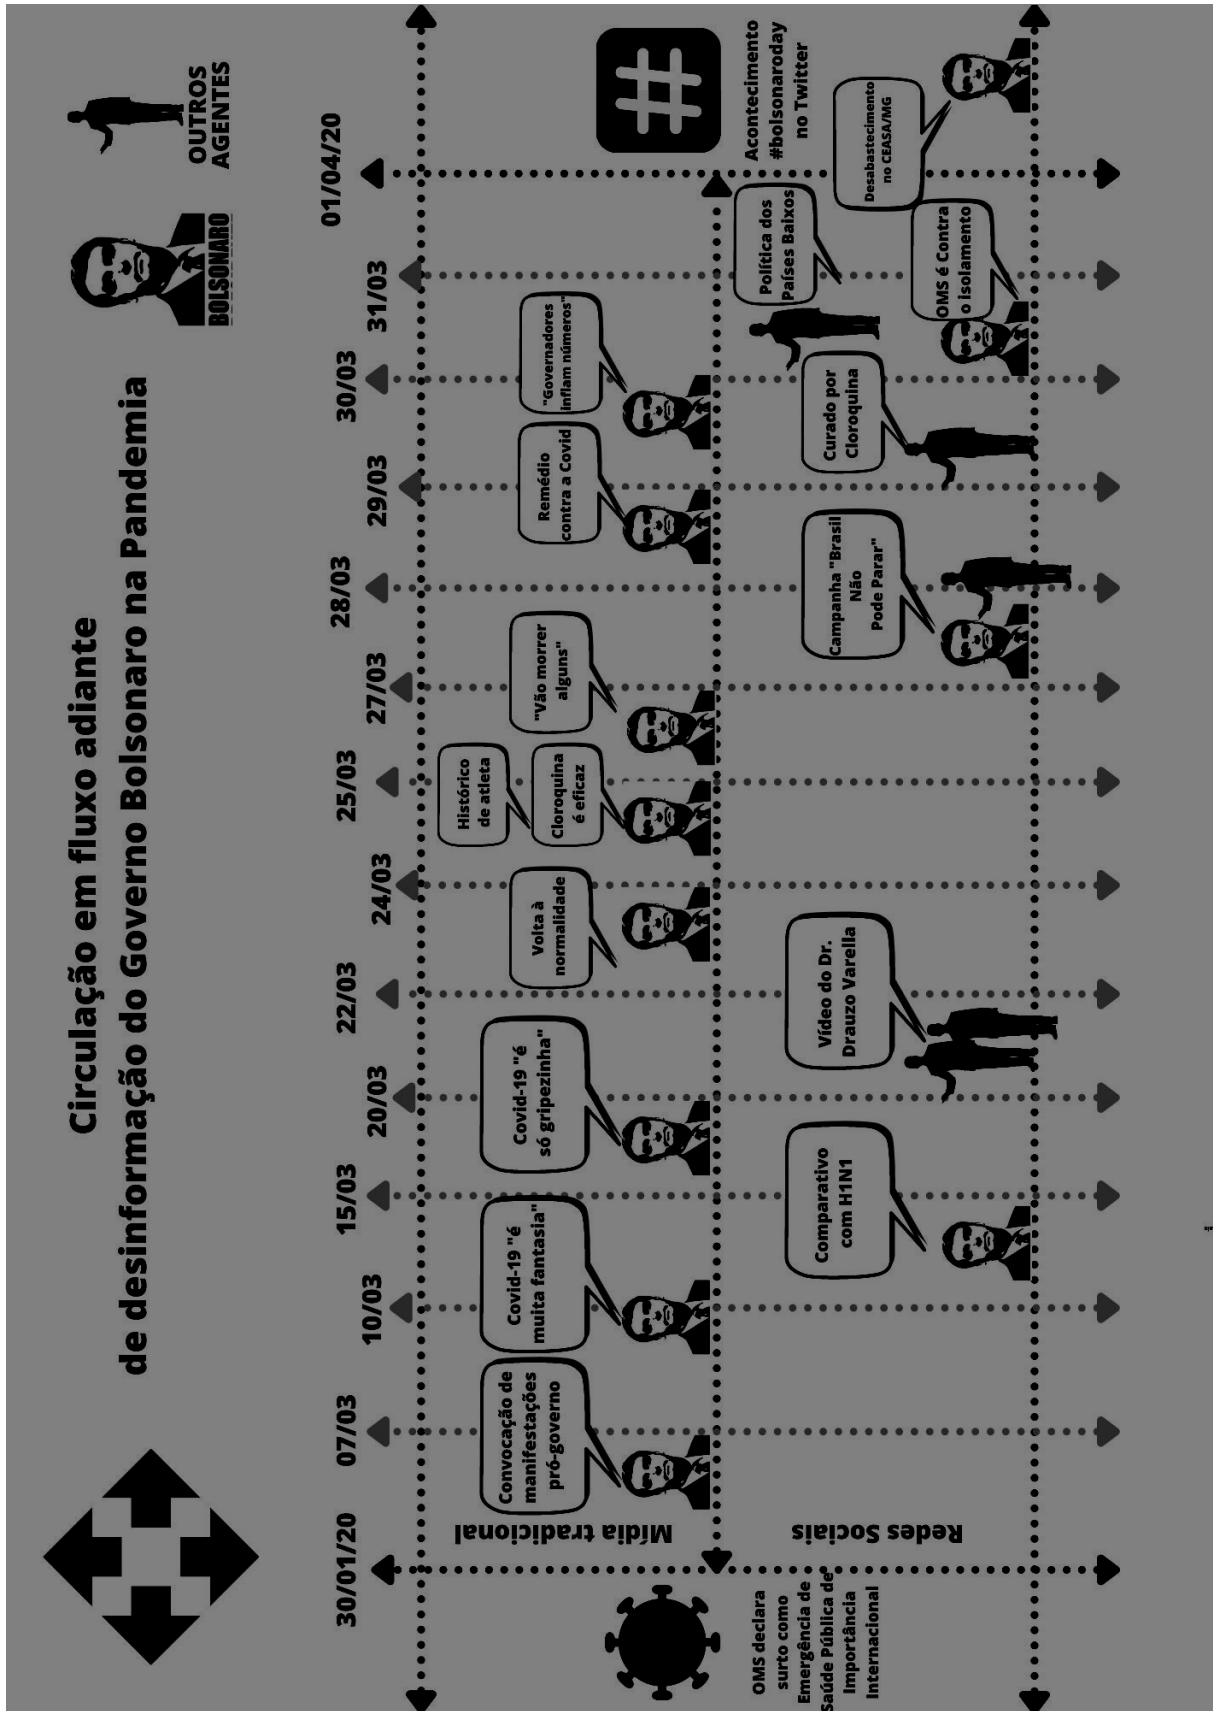 Circulação em fluxo adiante
de desinformação do Governo Bolsonaro na Pandemia
BOLSONARO
OUTROS
AGENTES
30/01/20
07/03
10/03
15/03
20/03
22/03
24/03
25/03
27/03
28/03
29/03
30/03
31/03
01/04/20
Mídia tradicional
Convocação de
manifestações
pró-governo
Covid-19 "é
muita fantasia"
Covid-19 "é
só gripezinha"
Volta à
normalidade
Histórico
de atleta
Cloroquina
é eficaz
"Vão morrer
alguns"
Remédio
contra a Covid
"Governadores
inflam números"
Redes Sociais
Comparativo
com H1N1
Vídeo do Dr.
Drauzo Varella
Campanha "Brasil
Não
Pode Parar"
Curado por
Cloroquina
Política dos
Países Baixos
OMS é Contra
o isolamento
Desabastecimento
no CEASA/MG
OMS declara
surto como
Emergência de
Saúde Pública de
Importância
Internacional
Acontecimento
#bolsonaroday
no Twitter